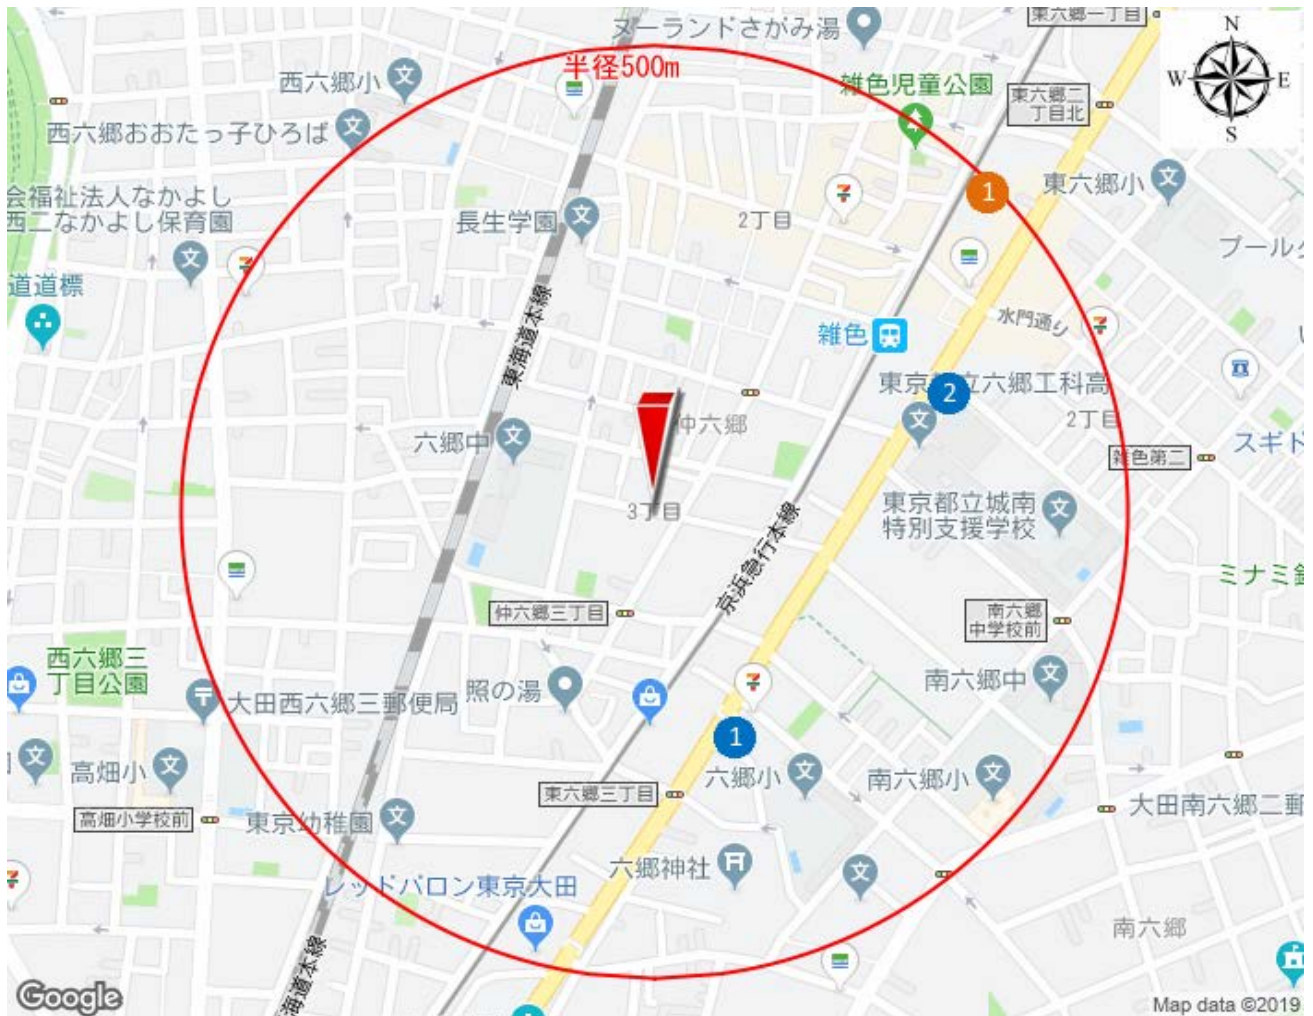 ヌーランドさがみ湯
東六郷一丁目
N
W
E
S
半径500m
西六郷小
雑色児童公園
東六郷二
丁目北
西六郷おおたっ子ひろば
東六郷小
会福祉法人なかよし
西二なかよし保育園
長生学園
2丁目
1
プール
道道標
東海道本線
雑色
水門通り
東京
立六郷工科高
2
六郷中
仲六郷
2丁目
雑色第二
スギド
3丁目
東京都立城南
特別支援学校
京浜急行本線
ミナミ
仲六郷三丁目
南六郷
中学校前
西六郷三
丁目公園
大田西六郷三郵便局
照の湯
南六郷中
1
高畑小
東六郷三丁目
六郷小
南六郷小
高畑小学校前
東京幼稚園
大田南六郷二郵
六郷神社
レッドバロン東京大田
南六郷
海道本線
Google
Map data ©2019